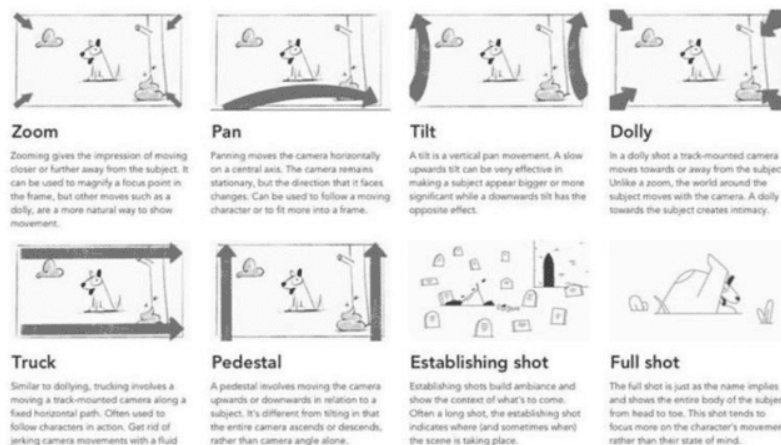 Zoom
Zooming gives the impression of moving
closer or further away from the subject. It
can be used to magnify a focus point in
the frame, but other moves such as a
dolly, are a more natural way to show
movement.
Pan
Panning moves the camera horizontally
on a central axis. The camera remains
stationary, but the direction that it faces
changes. Can be used to follow a moving
character or to fit more into a frame.
Tilt
A tilt is a vertical pan movement. A slow
upwards tilt can be very effective in
making a subject appear bigger or more
significant while a downwards tilt has the
opposite effect.
Dolly
In a dolly shot a track-mounted camera
moves towards or away from the subjec
Unlike a zoom, the world around the
subject moves with the camera. A dolly
towards the subject creates intimacy.
Truck
Similar to dollying, trucking involves a
moving a track-mounted camera along a
fixed horizontal path. Often used to
follow characters in action. Get rid of
jerking camera movements with a fluid
Pedestal
A pedestal involves moving the camera
upwards or downwards in relation to a
subject. It's different from tilting in that
the entire camera ascends or descends,
rather than camera angle alone.
Establishing shot
Establishing shots build ambiance and
show the context of what's to come.
Often a long shot, the establishing shot
indicates where (and sometimes when)
the scene is taking place.
Full shot
The full shot is just as the name implies
and shows the entire body of the subjec
from head to toe. This shot tends to
focus more on the character's movemen
rather than their state of mind.